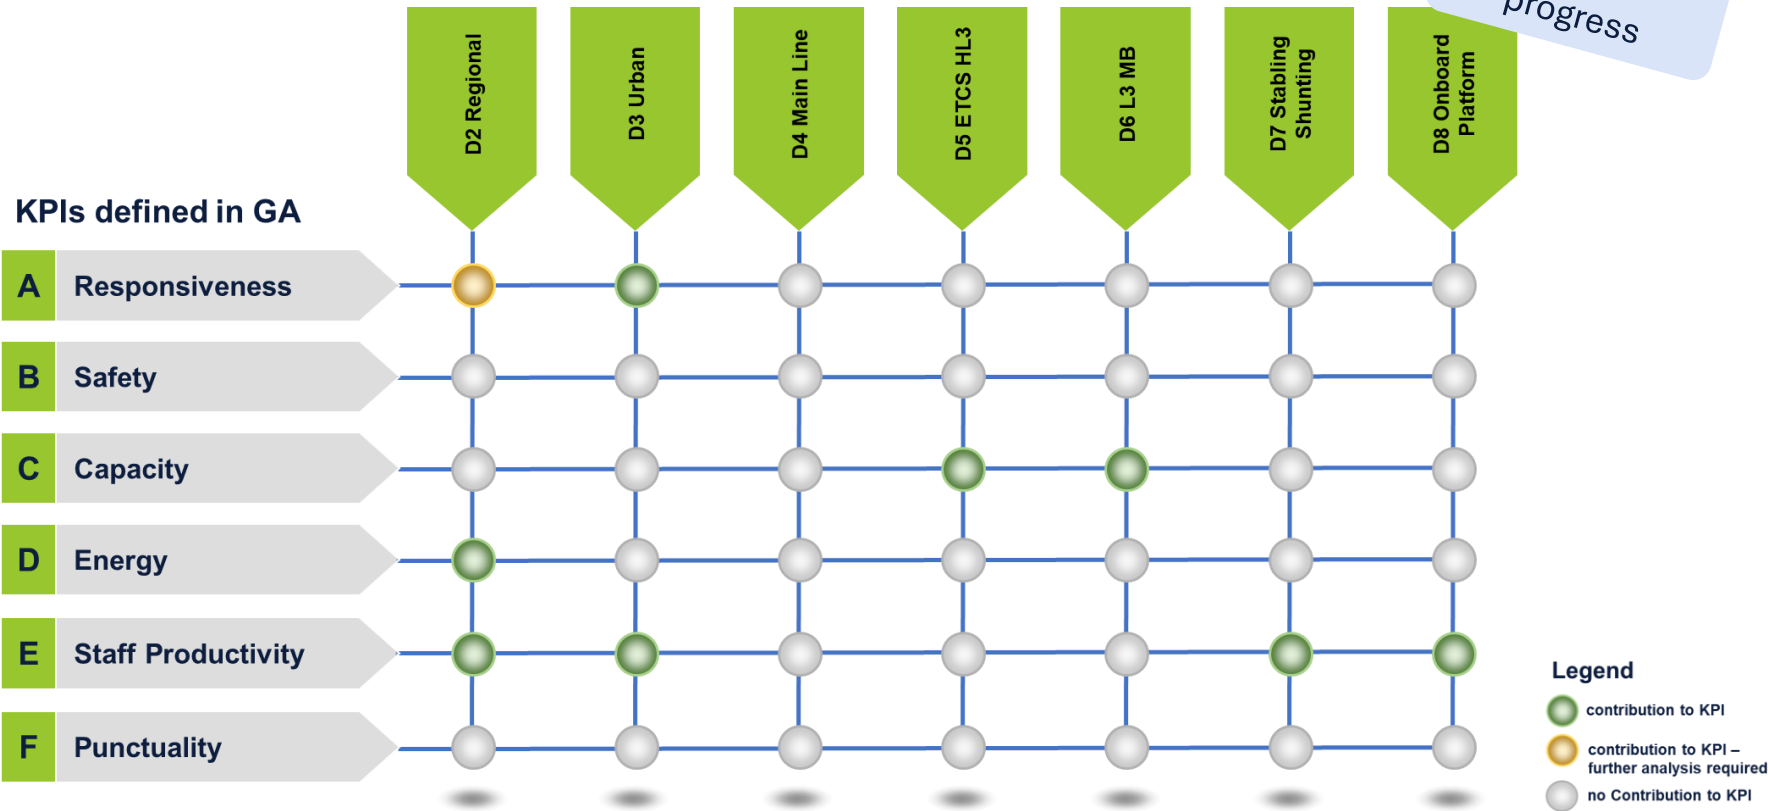 progress
D2 Regional
D3 Urban
D4 Main Line
D5 ETCS HL3
D6 L3 MB
D7 Stabling
Shunting
D8 Onboard
Platform
KPIs defined in GA
A Responsiveness
B Safety
C Capacity
D Energy
E Staff Productivity
F Punctuality
Legend
contribution to KPI
contribution to KPI –
further analysis required
no Contribution to KPI